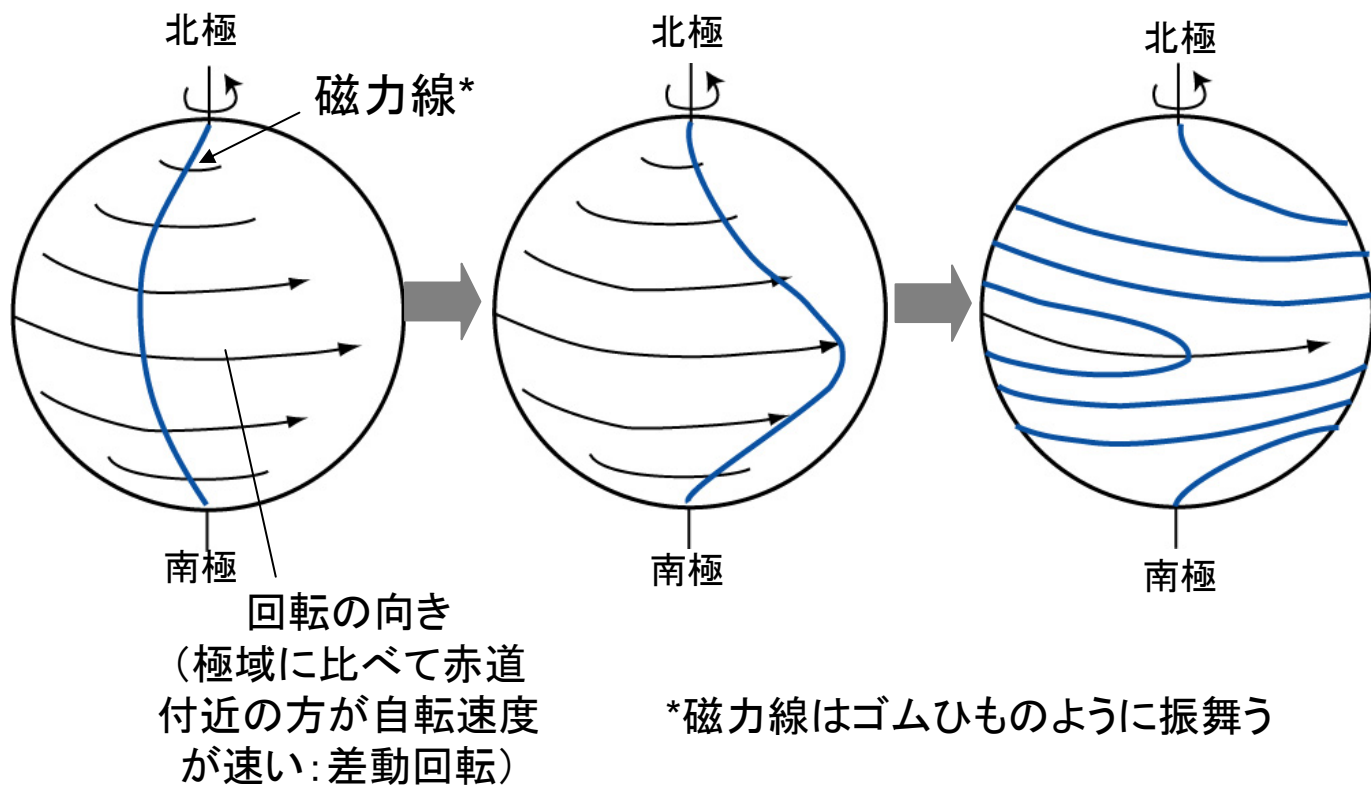 北極
北極
北極
磁力線*
南極
南極
南極
回転の向き
(極域に比べて赤道
付近の方が自転速度
が速い:差動回転)
*磁力線はゴムひものように振舞う